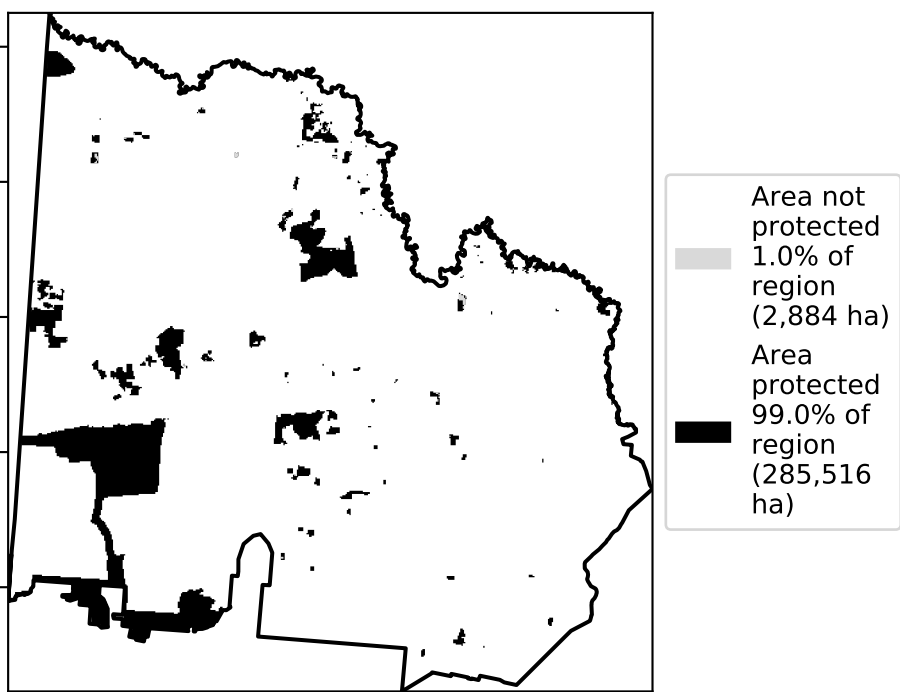 Area not
protected
1.0% of
region
(2,884 ha)
Area
protected
99.0% of
region
(285,516
ha)